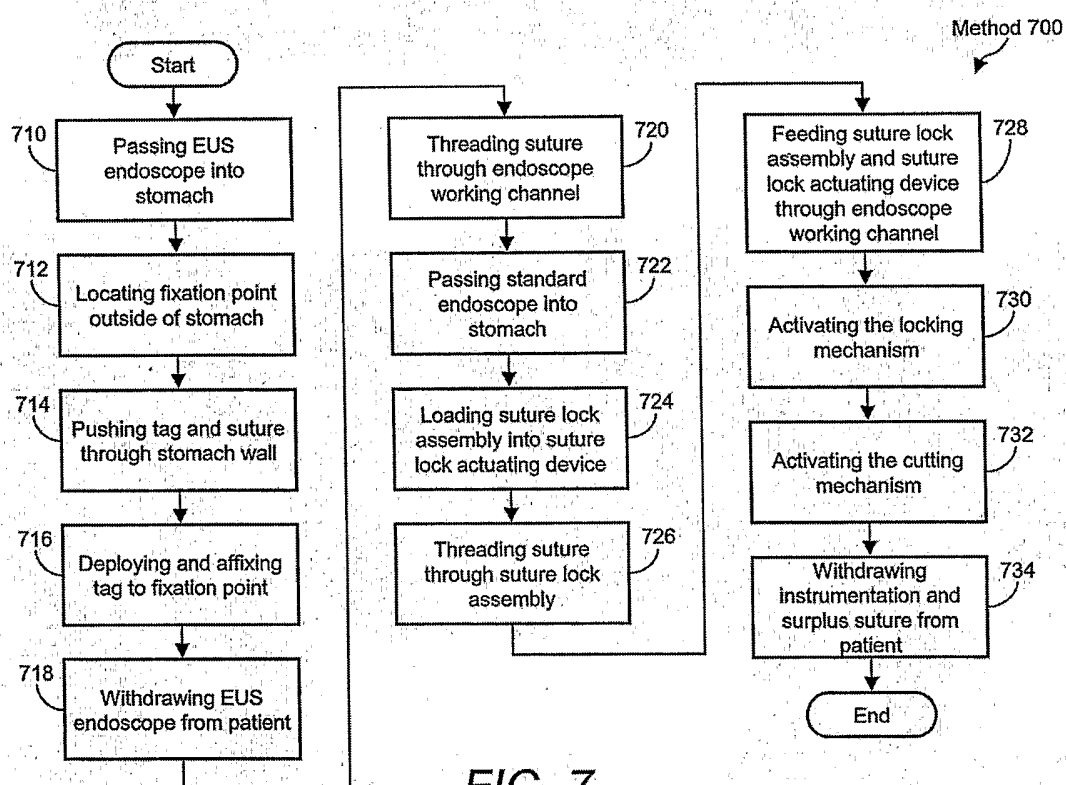 Method 700
Start
710
Passing EUS
endoscope into
stomach
712
Locating fixation point
outside of stomach
714
Pushing tag and suture
through stomach wall
716
Deploying and affixing
tag to fixation point
718
Withdrawing EUS
endoscope from patient
720
Threading suture
through endoscope
working channel
722
Passing standard
endoscope into
stomach
724
Loading suture lock
assembly into suture
lock actuating device
726
Threading suture
through suture lock
assembly
728
Feeding suture lock
assembly and suture
lock actuating device
through endoscope
working channel
730
Activating the locking
mechanism
732
Activating the cutting
mechanism
734
Withdrawing
instrumentation and
surplus suture from
patient
End
FIG. 7